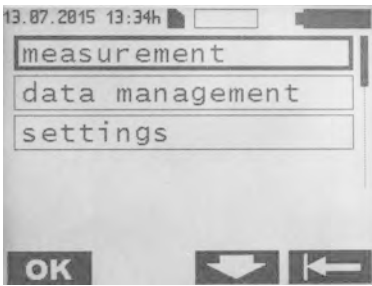 13.07.2015 13:34h
measurement
data management
settings
OK